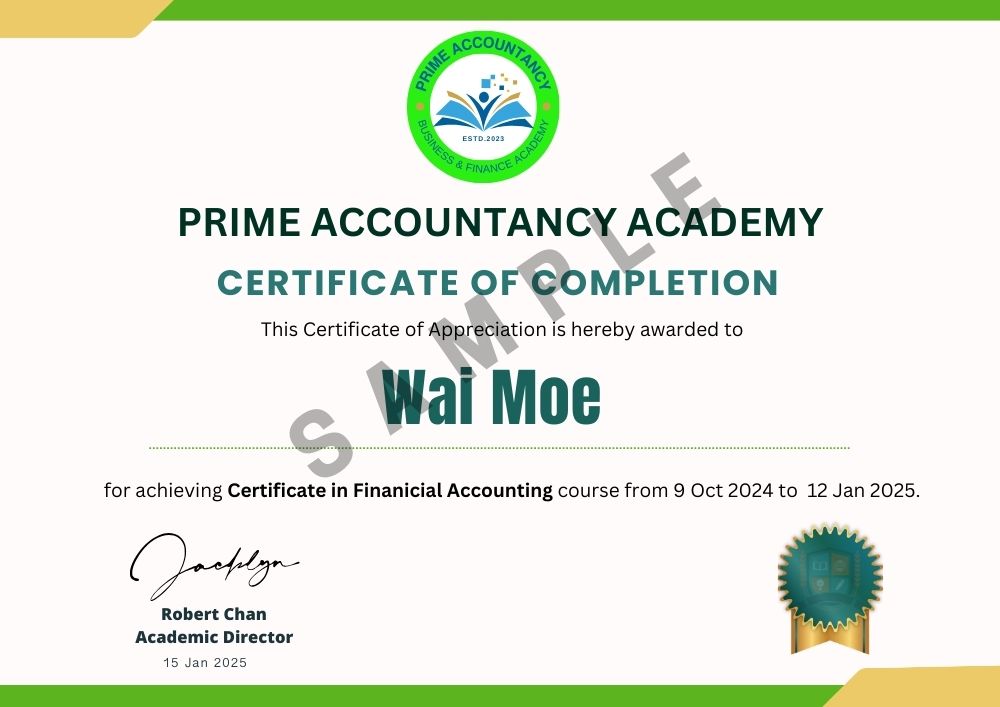 PRIME ACCOUNTANCY
ESTD.2023
BUSINESS & FINANCE ACADEMY
PRIME ACCOUNTANCY ACADEMY
CERTIFICATE OF COMPLETION
This Certificate of Appreciation is hereby awarded to
Wai Moe
SAMPLE
for achieving Certificate in Finanicial Accounting course from 9 Oct 2024 to 12 Jan 2025.
Jacklyn
Robert Chan
Academic Director
15 Jan 2025